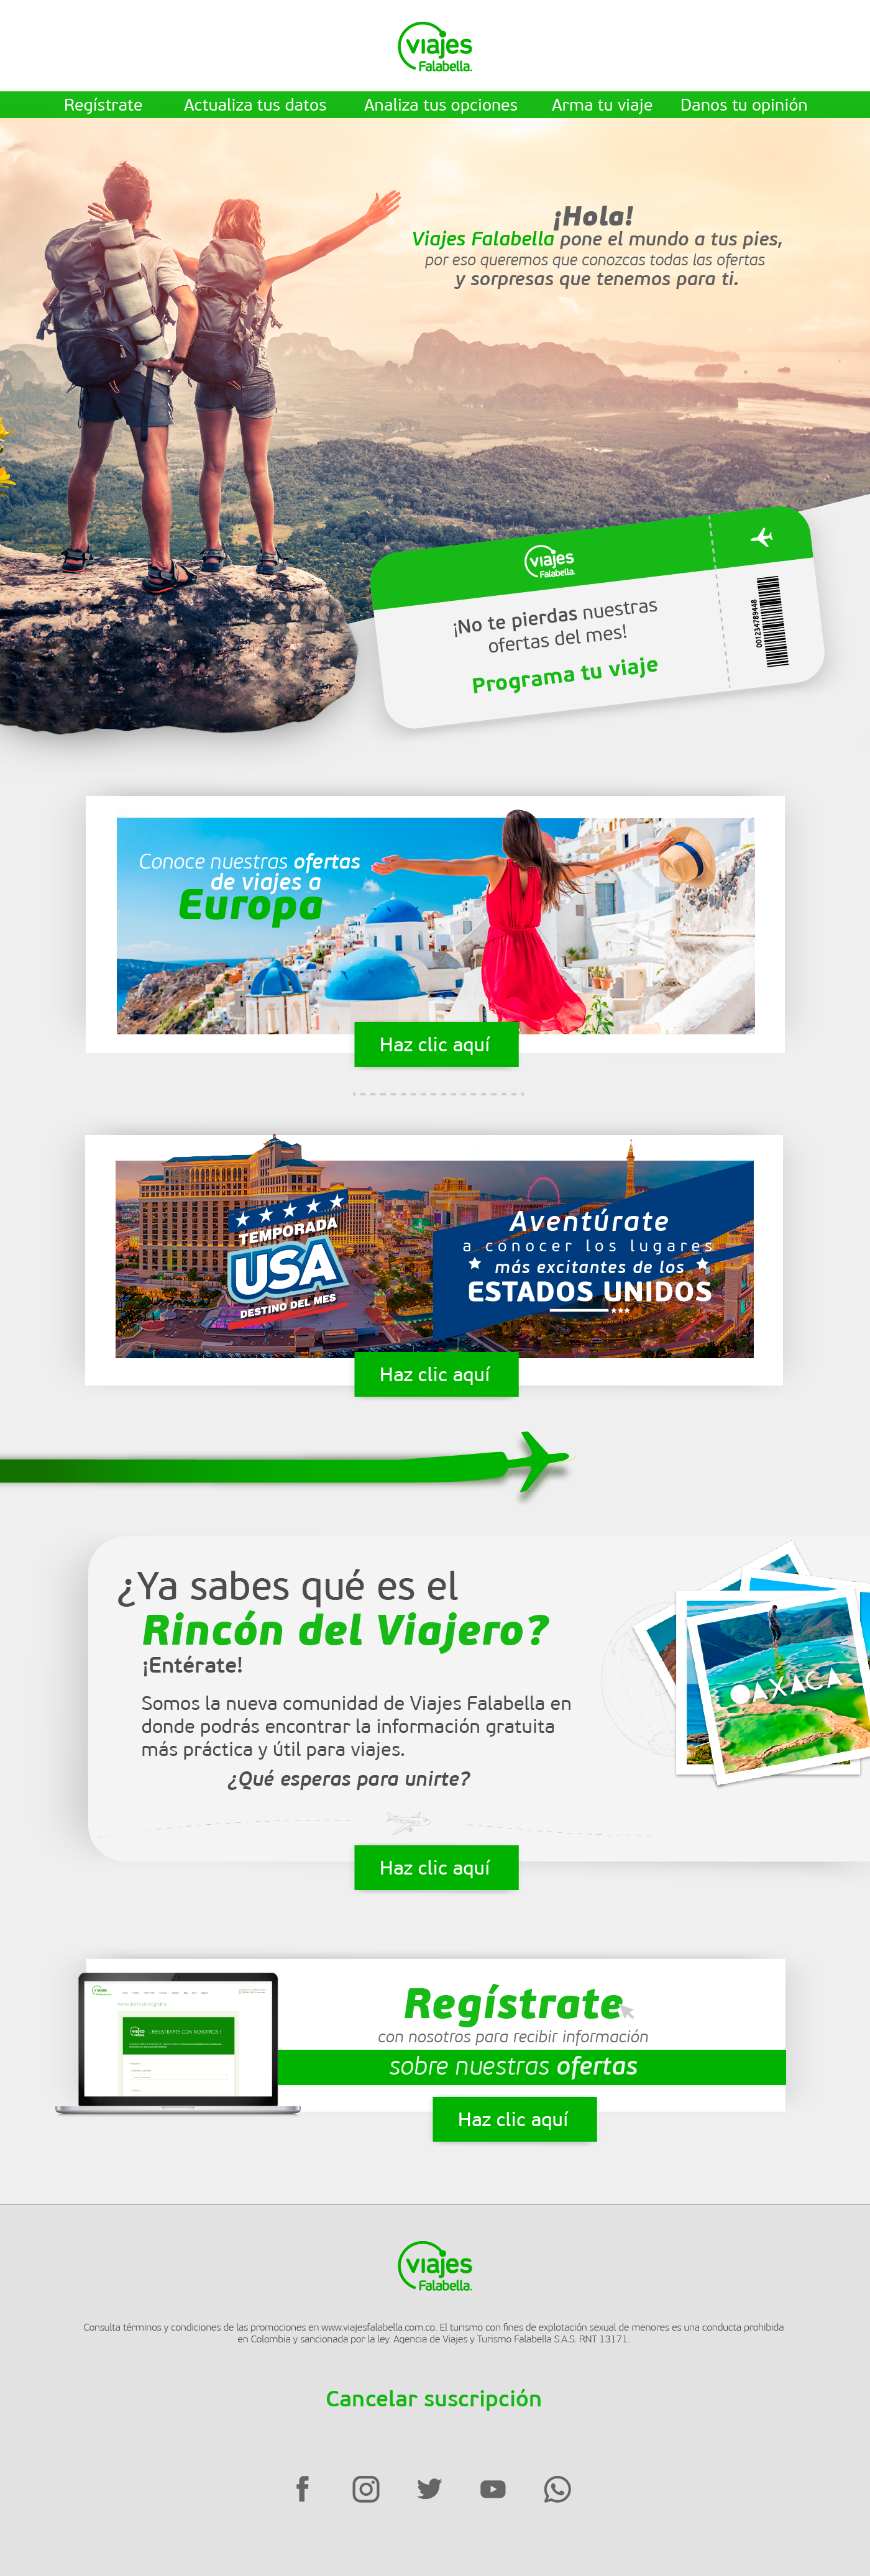 viajes
Falabella.
Regístrate Actualiza tus datos Analiza tus opciones Arma tu viaje Danos tu opinión
¡Hola!
Viajes Falabella pone el mundo a tus pies,
por eso queremos que conozcas todas las ofertas
y sorpresas que tenemos para ti.
viajes
Falabella.
¡No te pierdas nuestras
ofertas del mes!
Programa tu viaje
001234789448
Conoce nuestras ofertas
de viajes a
Europa
Haz clic aquí
TEMPORADA
USA
DESTINO DEL MES
Aventúrate
a conocer los lugares
más excitantes de los
ESTADOS UNIDOS
Haz clic aquí
¿Ya sabes qué es el
Rincón del Viajero?
¡Entérate!
Somos la nueva comunidad de Viajes Falabella en
donde podrás encontrar la información gratuita
más práctica y útil para viajes.
¿Qué esperas para unirte?
OAXACA
Haz clic aquí
viajes
viajes
¡REGISTRARTE CON NOSOTROS!
Regístrate
con nosotros para recibir información
sobre nuestras ofertas
Haz clic aquí
viajes
Falabella.
Consulta términos y condiciones de las promociones en www.viajesfalabella.com.co. El turismo con fines de explotación sexual de menores es una conducta prohibida
en Colombia y sancionada por la ley. Agencia de Viajes y Turismo Falabella S.A.S. RNT 13171.
Cancelar suscripción